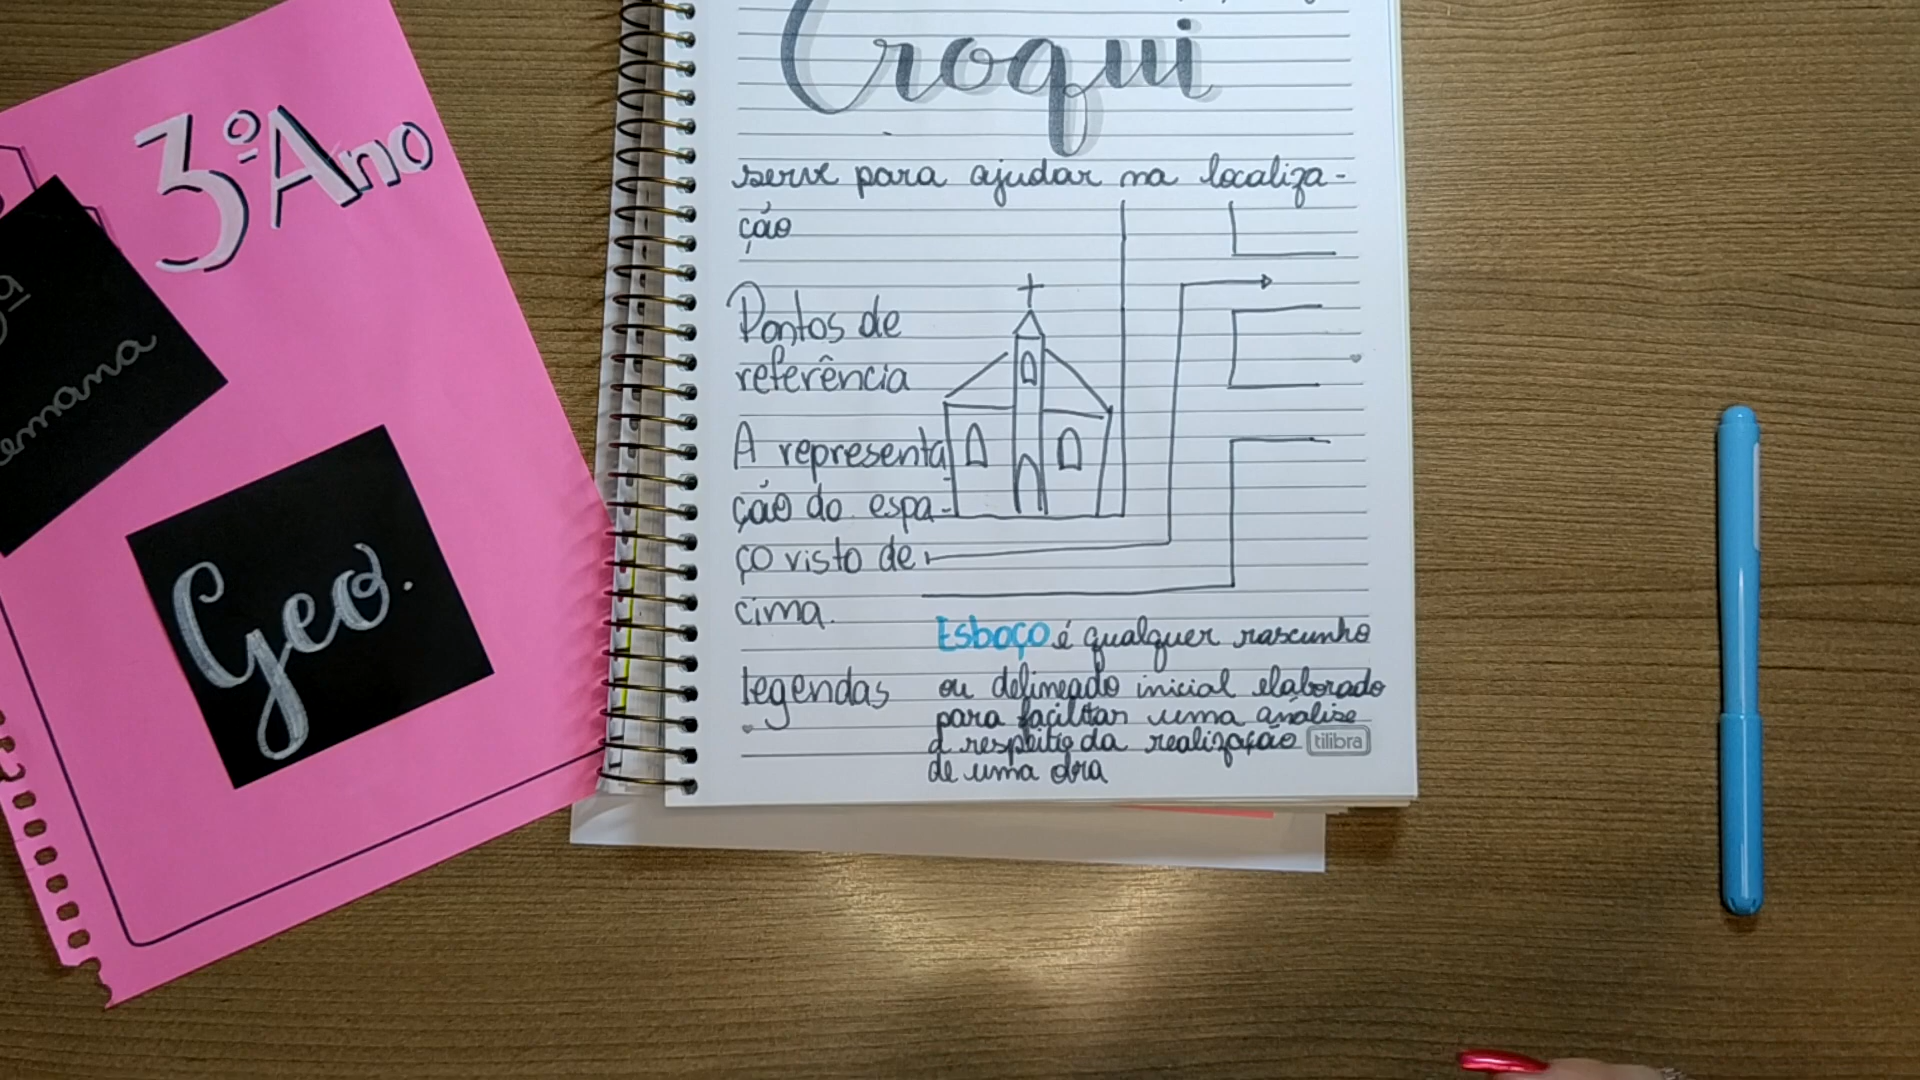 3º Ano
emana
Geo.
Croqui
serve para ajudar na localiza-
ção
Pontos de
referência
A representa
ção do espa-
ço visto de
cima.
legendas
Esboço é qualquer rascunho
ou delineado inicial elaborado
para facilitar uma análise
a respeito da realização
de uma obra
tilibra